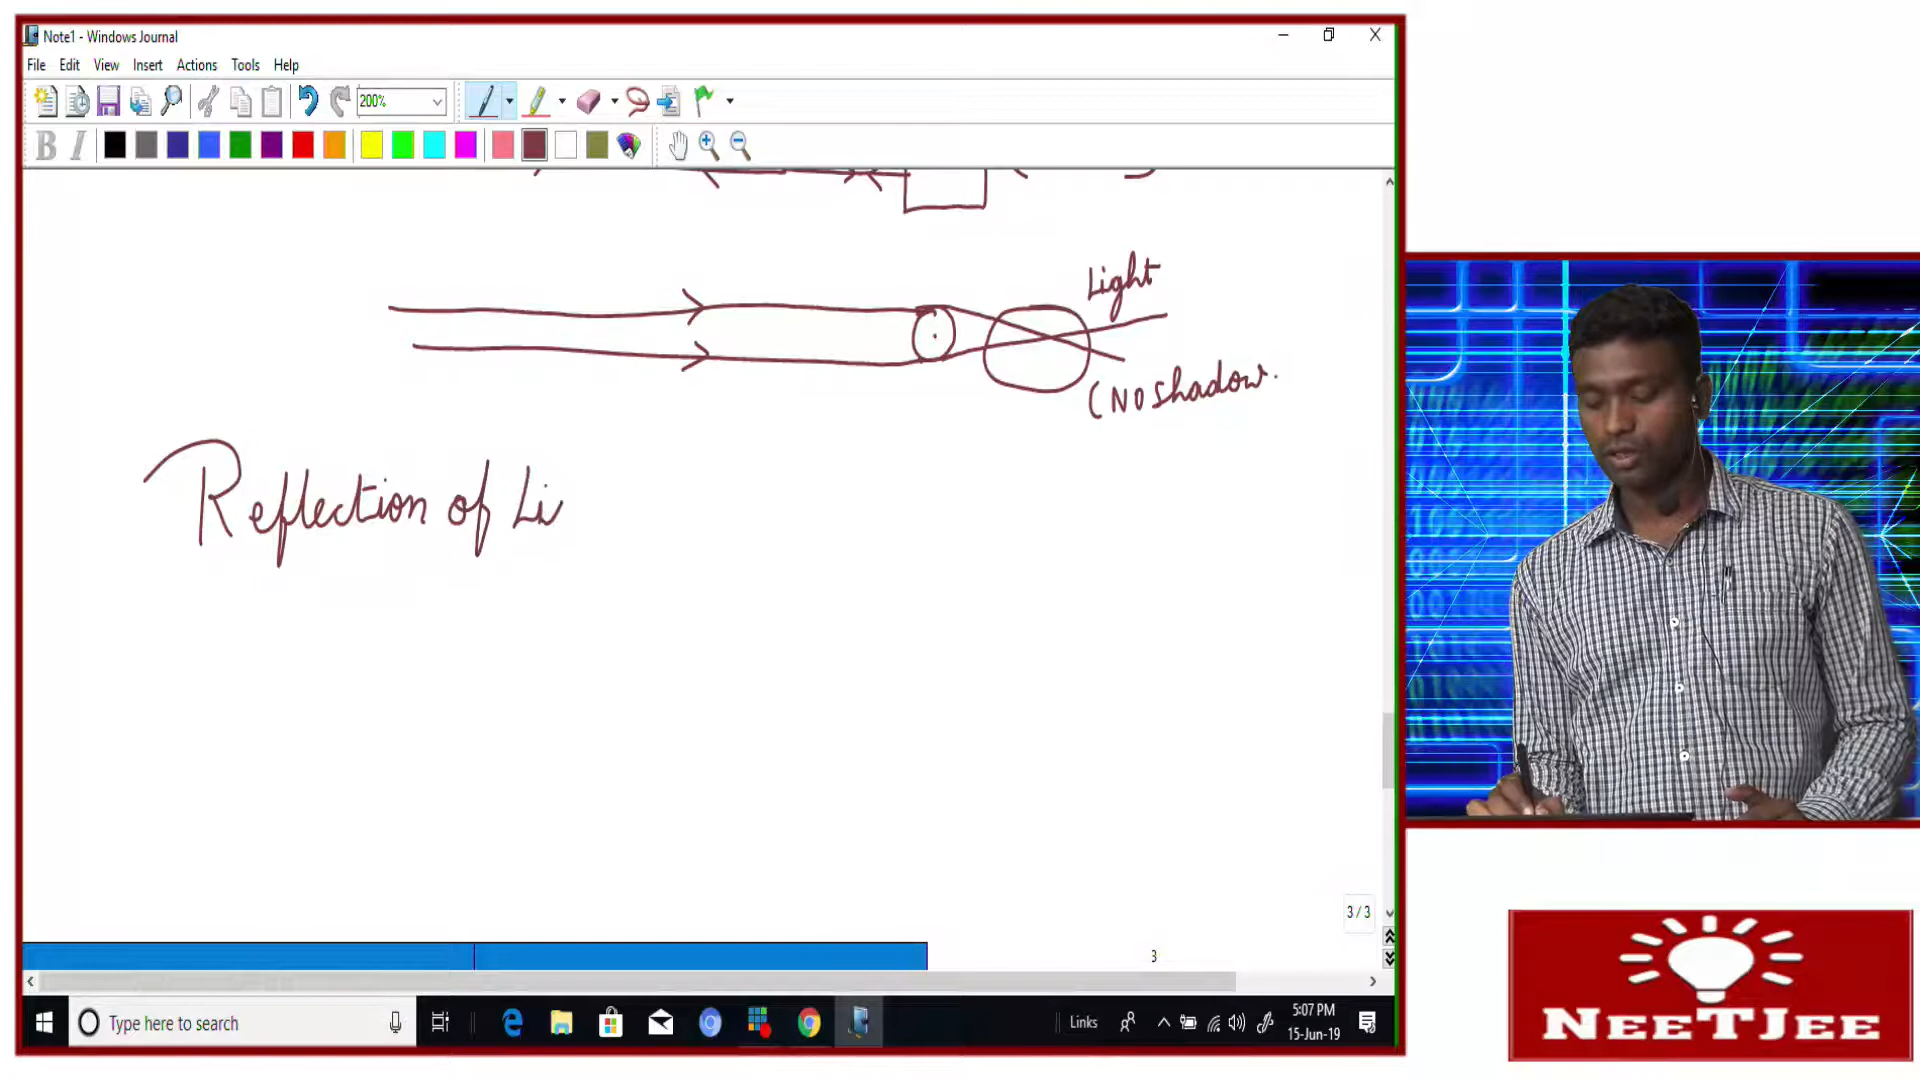 Note1 - Windows Journal
File Edit View Insert Actions Tools Help
200%
B I
Light
(No shadow.
Reflection of Li
3 / 3
3
Type here to search
Links
5:07 PM
15-Jun-19
NEETJEE